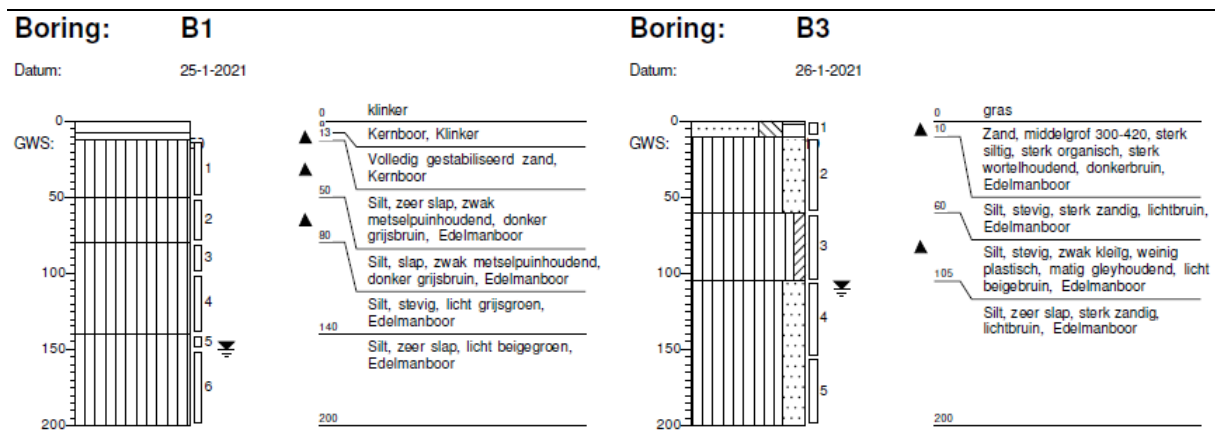 Boring: B1
Datum: 25-1-2021
GWS:
0
50
100
150
200
1
2
3
4
5
6
0 klinker
13 Kernboor, Klinker
Volledig gestabiliseerd zand,
Kernboor
50
Silt, zeer slap, zwak
metselpuinhoudend, donker
grijsbruin, Edelmanboor
80
Silt, slap, zwak metselpuinhoudend,
donker grijsbruin, Edelmanboor
Silt, stevig, licht grijsgroen,
Edelmanboor
140
Silt, zeer slap, licht beigegroen,
Edelmanboor
200
Boring: B3
Datum: 26-1-2021
GWS:
0
50
100
150
200
1
2
3
4
5
0 gras
10 Zand, middelgrof 300-420, sterk
siltig, sterk organisch, sterk
wortelhoudend, donkerbruin,
Edelmanboor
60
Silt, stevig, sterk zandig, lichtbruin,
Edelmanboor
Silt, stevig, zwak kleiïg, weinig
plastisch, matig gleyhoudend, licht
beigebruin, Edelmanboor
105
Silt, zeer slap, sterk zandig,
lichtbruin, Edelmanboor
200